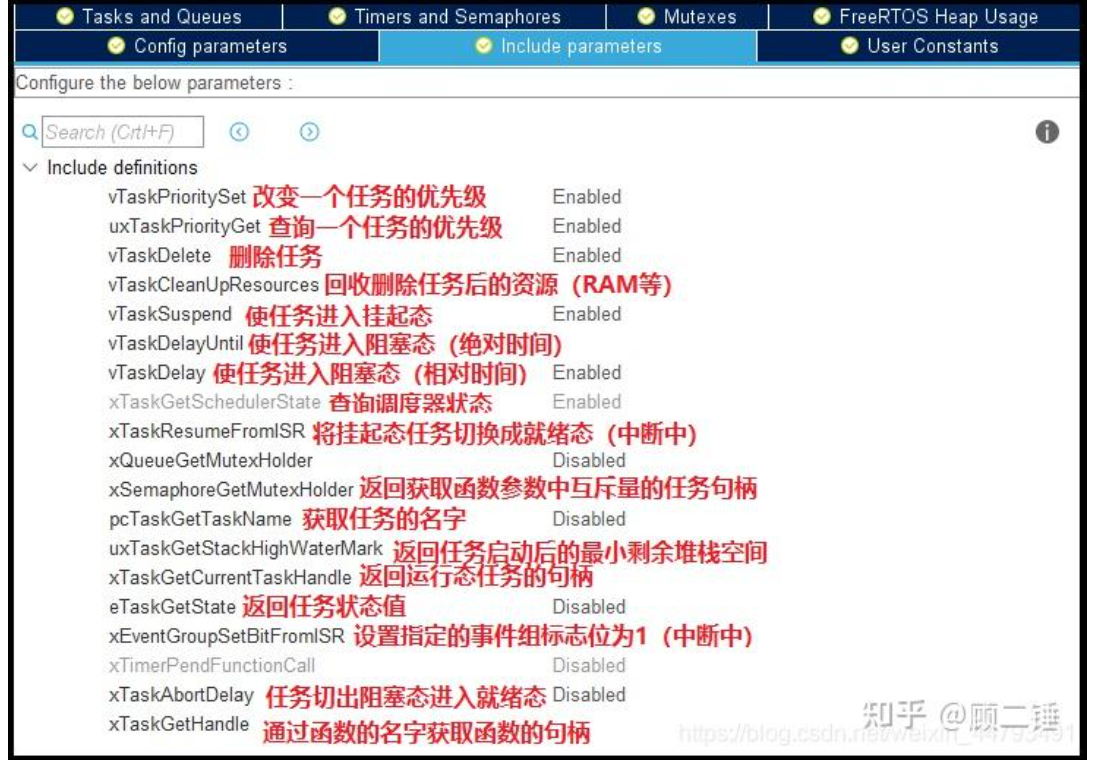 Tasks and Queues Timers and Semaphores Mutexes FreeRTOS Heap Usage
Config parameters Include parameters User Constants
Configure the below parameters :
Search (Crtl+F)
Include definitions
vTaskPrioritySet 改变一个任务的优先级 Enabled
uxTaskPriorityGet 查询一个任务的优先级 Enabled
vTaskDelete 删除任务 Enabled
vTaskCleanUpResources 回收删除任务后的资源（RAM等）
vTaskSuspend 使任务进入挂起态 Enabled
vTaskDelayUntil 使任务进入阻塞态（绝对时间）
vTaskDelay 使任务进入阻塞态（相对时间） Enabled
xTaskGetSchedulerState 查询调度器状态 Enabled
xTaskResumeFromISR 将挂起态任务切换成就绪态（中断中）
xQueueGetMutexHolder Disabled
xSemaphoreGetMutexHolder 返回获取函数参数中互斥量的任务句柄
pcTaskGetTaskName 获取任务的名字 Disabled
uxTaskGetStackHighWaterMark 返回任务启动后的最小剩余堆栈空间
xTaskGetCurrentTaskHandle 返回运行态任务的句柄
eTaskGetState 返回任务状态值 Disabled
xEventGroupSetBitFromISR 设置指定的事件组标志位为1（中断中）
xTimerPendFunctionCall Disabled
xTaskAbortDelay 任务切出阻塞态进入就绪态 Disabled
xTaskGetHandle 通过函数的名字获取函数的句柄
知乎 @顾二锤
https://blog.csdn.net/weixin_44793491